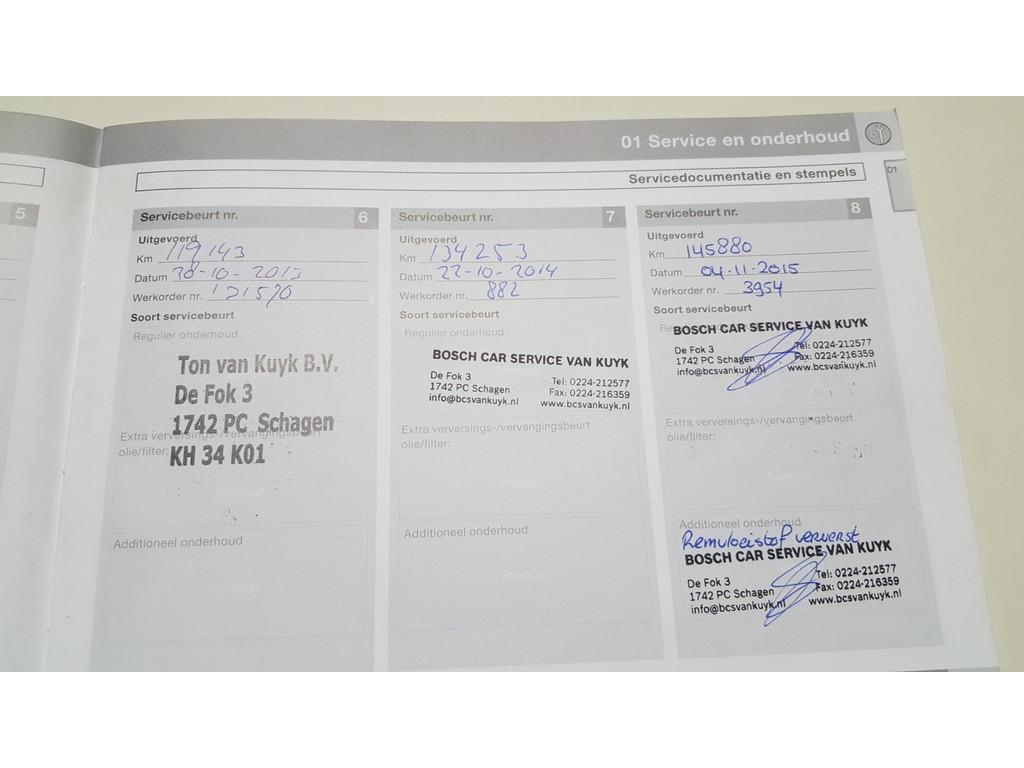 01 Service en onderhoud
01
Servicedocumentatie en stempels
5
Servicebeurt nr. 6
Uitgevoerd
Km 119143
Datum 28-10-2013
Werkorder nr. 121570
Soort servicebeurt
Regulier onderhoud
Ton van Kuyk B.V.
De Fok 3
1742 PC Schagen
Extra verversings-/vervangingsbeurt
olie/filter:
KH 34 K01
Stempel
Additioneel onderhoud
Stempel
Servicebeurt nr. 7
Uitgevoerd
Km 134253
Datum 22-10-2014
Werkorder nr. 882
Soort servicebeurt
Regulier onderhoud
BOSCH CAR SERVICE VAN KUYK
De Fok 3 Tel: 0224-212577
1742 PC Schagen Fax: 0224-216359
info@bcsvankuyk.nl www.bcsvankuyk.nl
Extra verversings-/vervangingsbeurt
olie/filter:
Stempel
Additioneel onderhoud
Stempel
Servicebeurt nr. 8
Uitgevoerd
Km 145880
Datum 04-11-2015
Werkorder nr. 3954
Soort servicebeurt
BOSCH CAR SERVICE VAN KUYK
De Fok 3 Tel: 0224-212577
1742 PC Schagen Fax: 0224-216359
info@bcsvankuyk.nl www.bcsvankuyk.nl
Extra verversings-/vervangingsbeurt
olie/filter:
Stempel
Additioneel onderhoud
Remvloeistof ververst
BOSCH CAR SERVICE VAN KUYK
De Fok 3 Tel: 0224-212577
1742 PC Schagen Fax: 0224-216359
info@bcsvankuyk.nl www.bcsvankuyk.nl